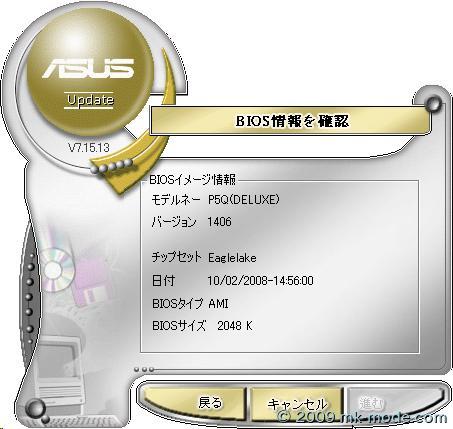 ASUS
Update
V7.15.13
BIOS情報を確認
BIOSイメージ情報
モデルネー P5Q(DELUXE)
バージョン 1406
チップセット Eaglelake
日付 10/02/2008-14:56:00
BIOSタイプ AMI
BIOSサイズ 2048 K
戻る
キャンセル
進む
© 2009 mk-mode.com